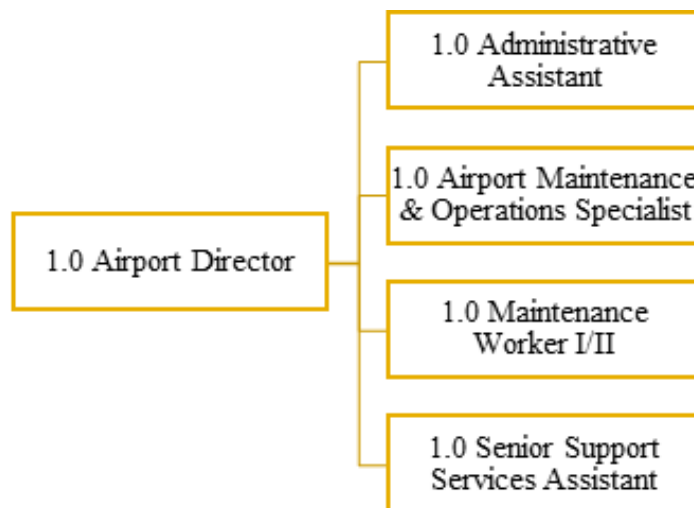 1.0 Administrative
Assistant
1.0 Airport Maintenance
& Operations Specialist
1.0 Airport Director
1.0 Maintenance
Worker I/II
1.0 Senior Support
Services Assistant